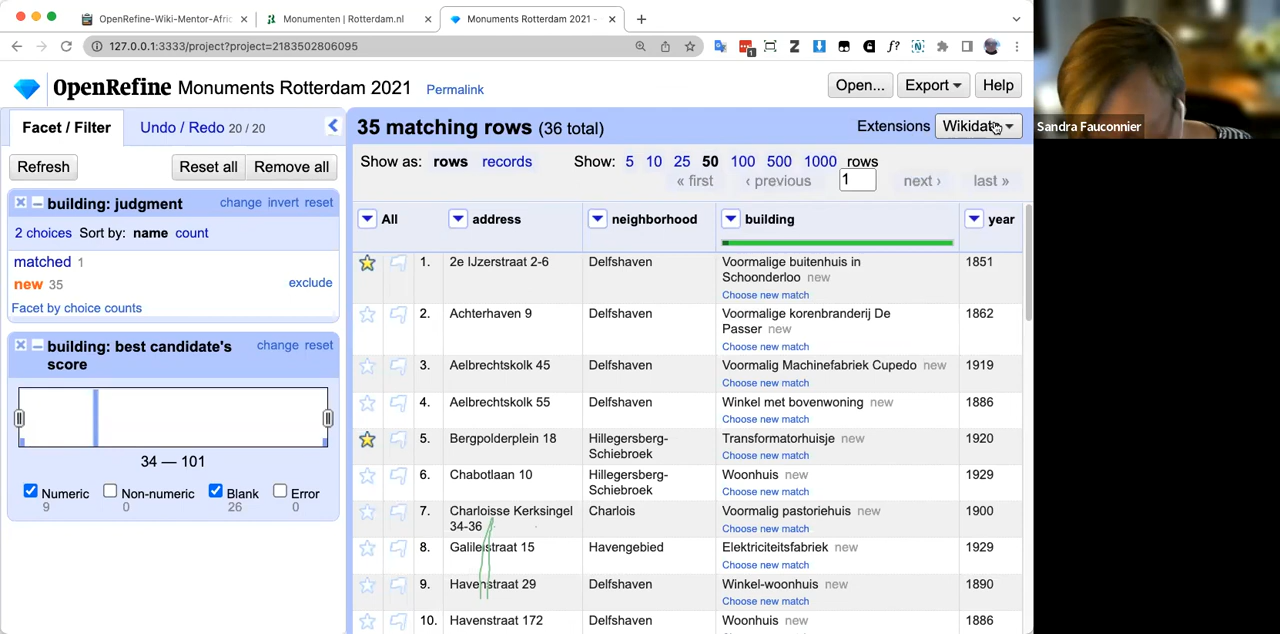 OpenRefine-Wiki-Mentor-Afric
Monumenten | Rotterdam.nl
Monuments Rotterdam 2021 -
127.0.0.1:3333/project?project=2183502806095
OpenRefine Monuments Rotterdam 2021 Permalink
Open... Export Help
Facet / Filter Undo / Redo 20 / 20
Refresh Reset all Remove all
building: judgment change invert reset
2 choices Sort by: name count
matched 1
new 35 exclude
Facet by choice counts
building: best candidate's score change reset
34 — 101
Numeric 9
Non-numeric 0
Blank 26
Error 0
35 matching rows (36 total)
Extensions Wikidata
Show as: rows records Show: 5 10 25 50 100 500 1000 rows
« first ‹ previous 1 next › last »
All address neighborhood building year
1. 2e IJzerstraat 2-6 Delfshaven Voormalige buitenhuis in Schoonderloo new 1851
Choose new match
2. Achterhaven 9 Delfshaven Voormalige korenbranderij De Passer new 1862
Choose new match
3. Aelbrechtskolk 45 Delfshaven Voormalig Machinefabriek Cupedo new 1919
Choose new match
4. Aelbrechtskolk 55 Delfshaven Winkel met bovenwoning new 1886
Choose new match
5. Bergpolderplein 18 Hillegersberg-Schiebroek Transformatorhuisje new 1920
Choose new match
6. Chabotlaan 10 Hillegersberg-Schiebroek Woonhuis new 1929
Choose new match
7. Charloisse Kerksingel 34-36 Charlois Voormalig pastoriehuis new 1900
Choose new match
8. Galileistraat 15 Havengebied Elektriciteitsfabriek new 1929
Choose new match
9. Havenstraat 29 Delfshaven Winkel-woonhuis new 1890
Choose new match
10. Havenstraat 172 Delfshaven Woonhuis new 1886
Sandra Fauconnier